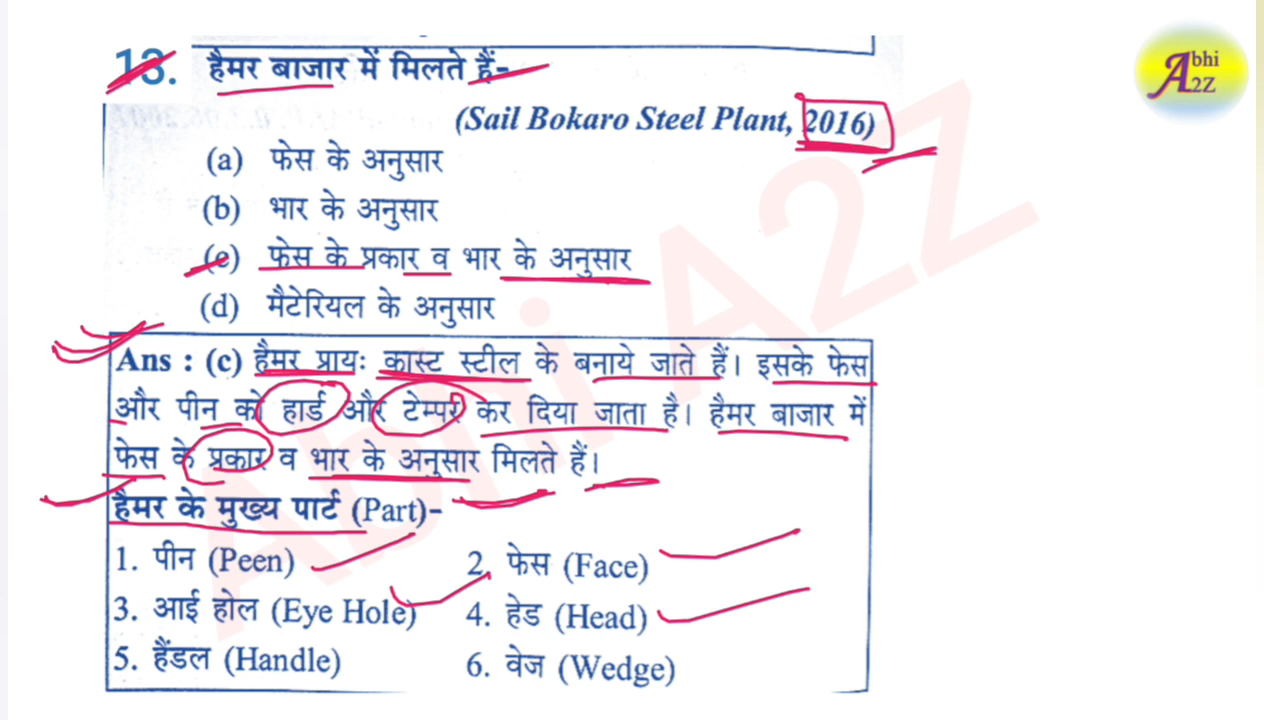 Abhi A2Z
13. हैमर बाजार में मिलते हैं-
(Sail Bokaro Steel Plant, 2016)
(a) फेस के अनुसार
(b) भार के अनुसार
(c) फेस के प्रकार व भार के अनुसार
(d) मैटेरियल के अनुसार
Ans : (c) हैमर प्रायः कास्ट स्टील के बनाये जाते हैं। इसके फेस
और पीन को हार्ड और टेम्पर कर दिया जाता है। हैमर बाजार में
फेस के प्रकार व भार के अनुसार मिलते हैं।
हैमर के मुख्य पार्ट (Part)-
1. पीन (Peen) 2. फेस (Face)
3. आई होल (Eye Hole) 4. हेड (Head)
5. हैंडल (Handle) 6. वेज (Wedge)
Abhi A2Z